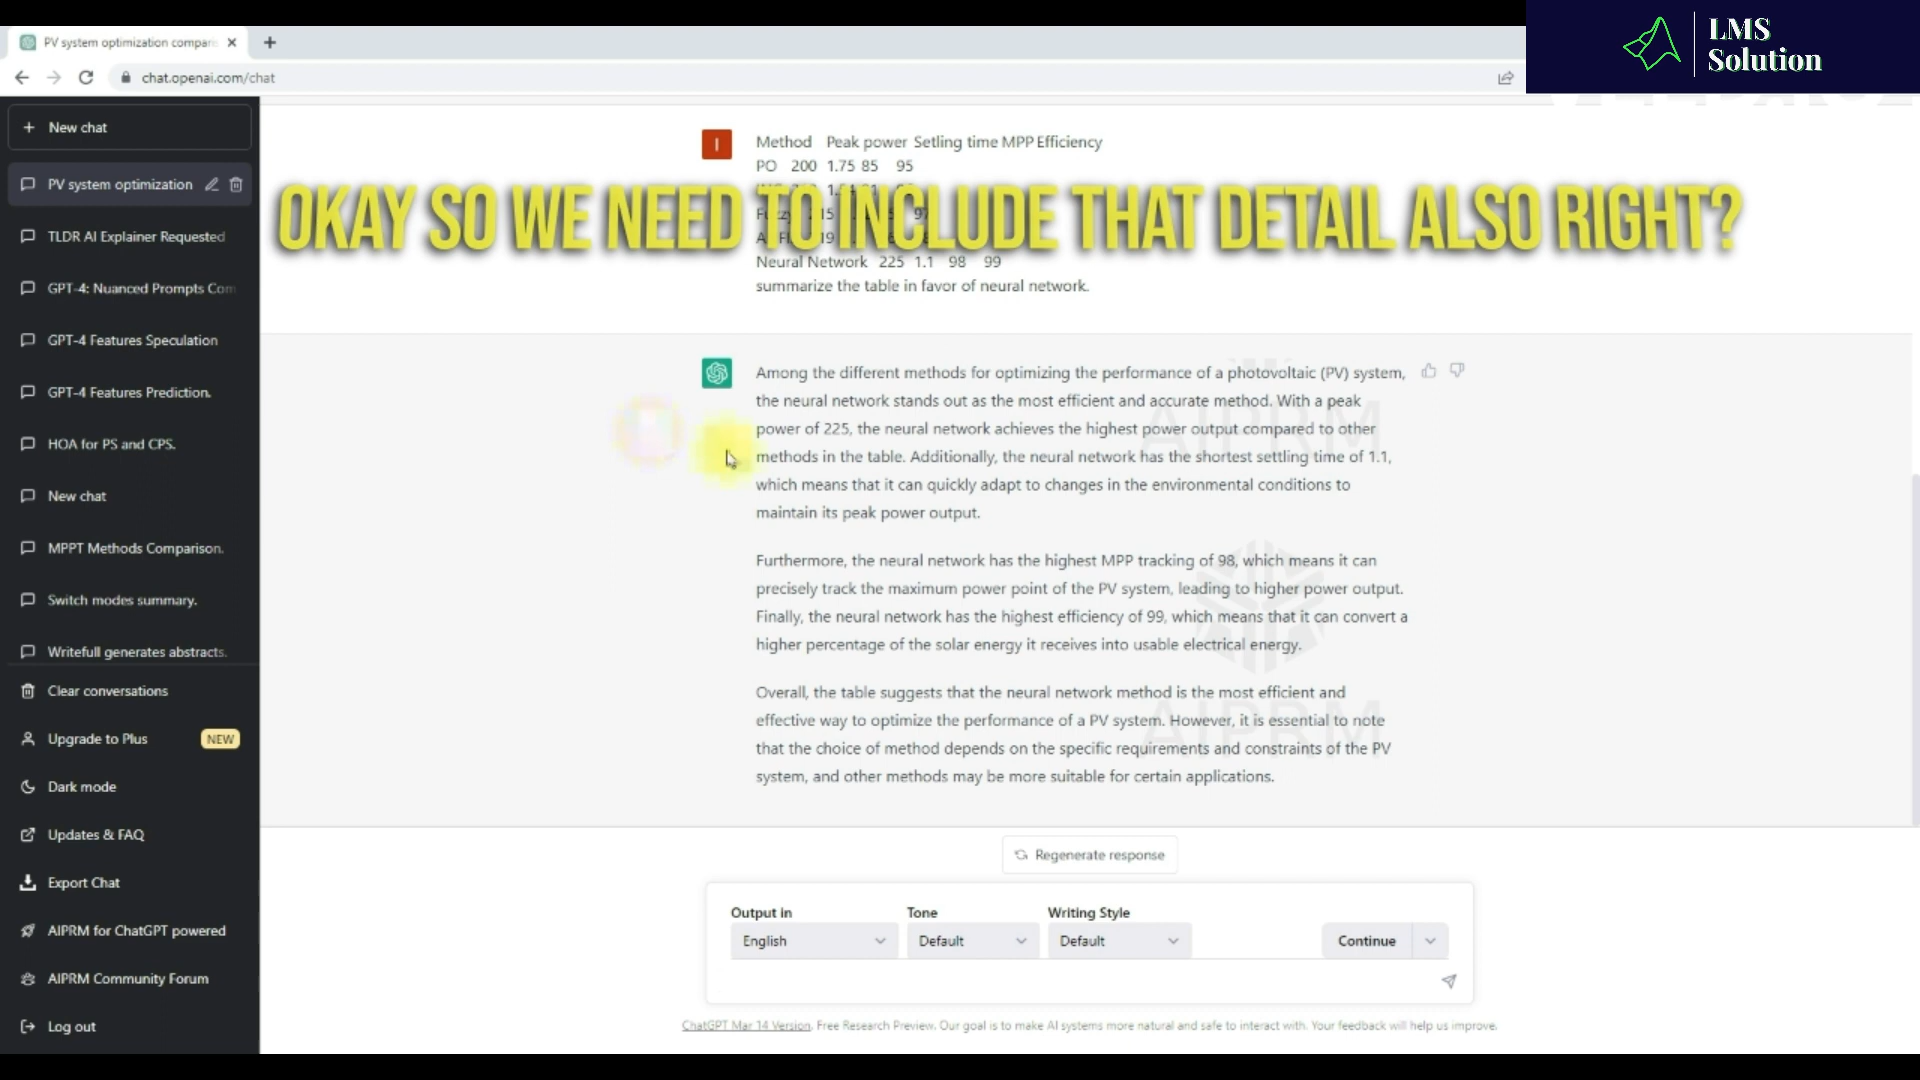 PV system optimization compari
LMS
Solution
chat.openai.com/chat
New chat
PV system optimization
TLDR AI Explainer Requested
GPT-4: Nuanced Prompts Com
GPT-4 Features Speculation
GPT-4 Features Prediction.
HOA for PS and CPS.
New chat
MPPT Methods Comparison.
Switch modes summary.
Writefull generates abstracts.
Clear conversations
Upgrade to Plus NEW
Dark mode
Updates & FAQ
Export Chat
AIPRM for ChatGPT powered
AIPRM Community Forum
Log out
I
Method Peak power Setling time MPP Efficiency
PO 200 1.75 85 95
OKAY SO WE NEED TO INCLUDE THAT DETAIL ALSO RIGHT?
Neural Network 225 1.1 98 99
summarize the table in favor of neural network.
Among the different methods for optimizing the performance of a photovoltaic (PV) system,
the neural network stands out as the most efficient and accurate method. With a peak
power of 225, the neural network achieves the highest power output compared to other
methods in the table. Additionally, the neural network has the shortest settling time of 1.1,
which means that it can quickly adapt to changes in the environmental conditions to
maintain its peak power output.
Furthermore, the neural network has the highest MPP tracking of 98, which means it can
precisely track the maximum power point of the PV system, leading to higher power output.
Finally, the neural network has the highest efficiency of 99, which means that it can convert a
higher percentage of the solar energy it receives into usable electrical energy.
Overall, the table suggests that the neural network method is the most efficient and
effective way to optimize the performance of a PV system. However, it is essential to note
that the choice of method depends on the specific requirements and constraints of the PV
system, and other methods may be more suitable for certain applications.
AIPRM
AIPRM
Regenerate response
Output in Tone Writing Style
English Default Default Continue
ChatGPT Mar 14 Version. Free Research Preview. Our goal is to make AI systems more natural and safe to interact with. Your feedback will help us improve.